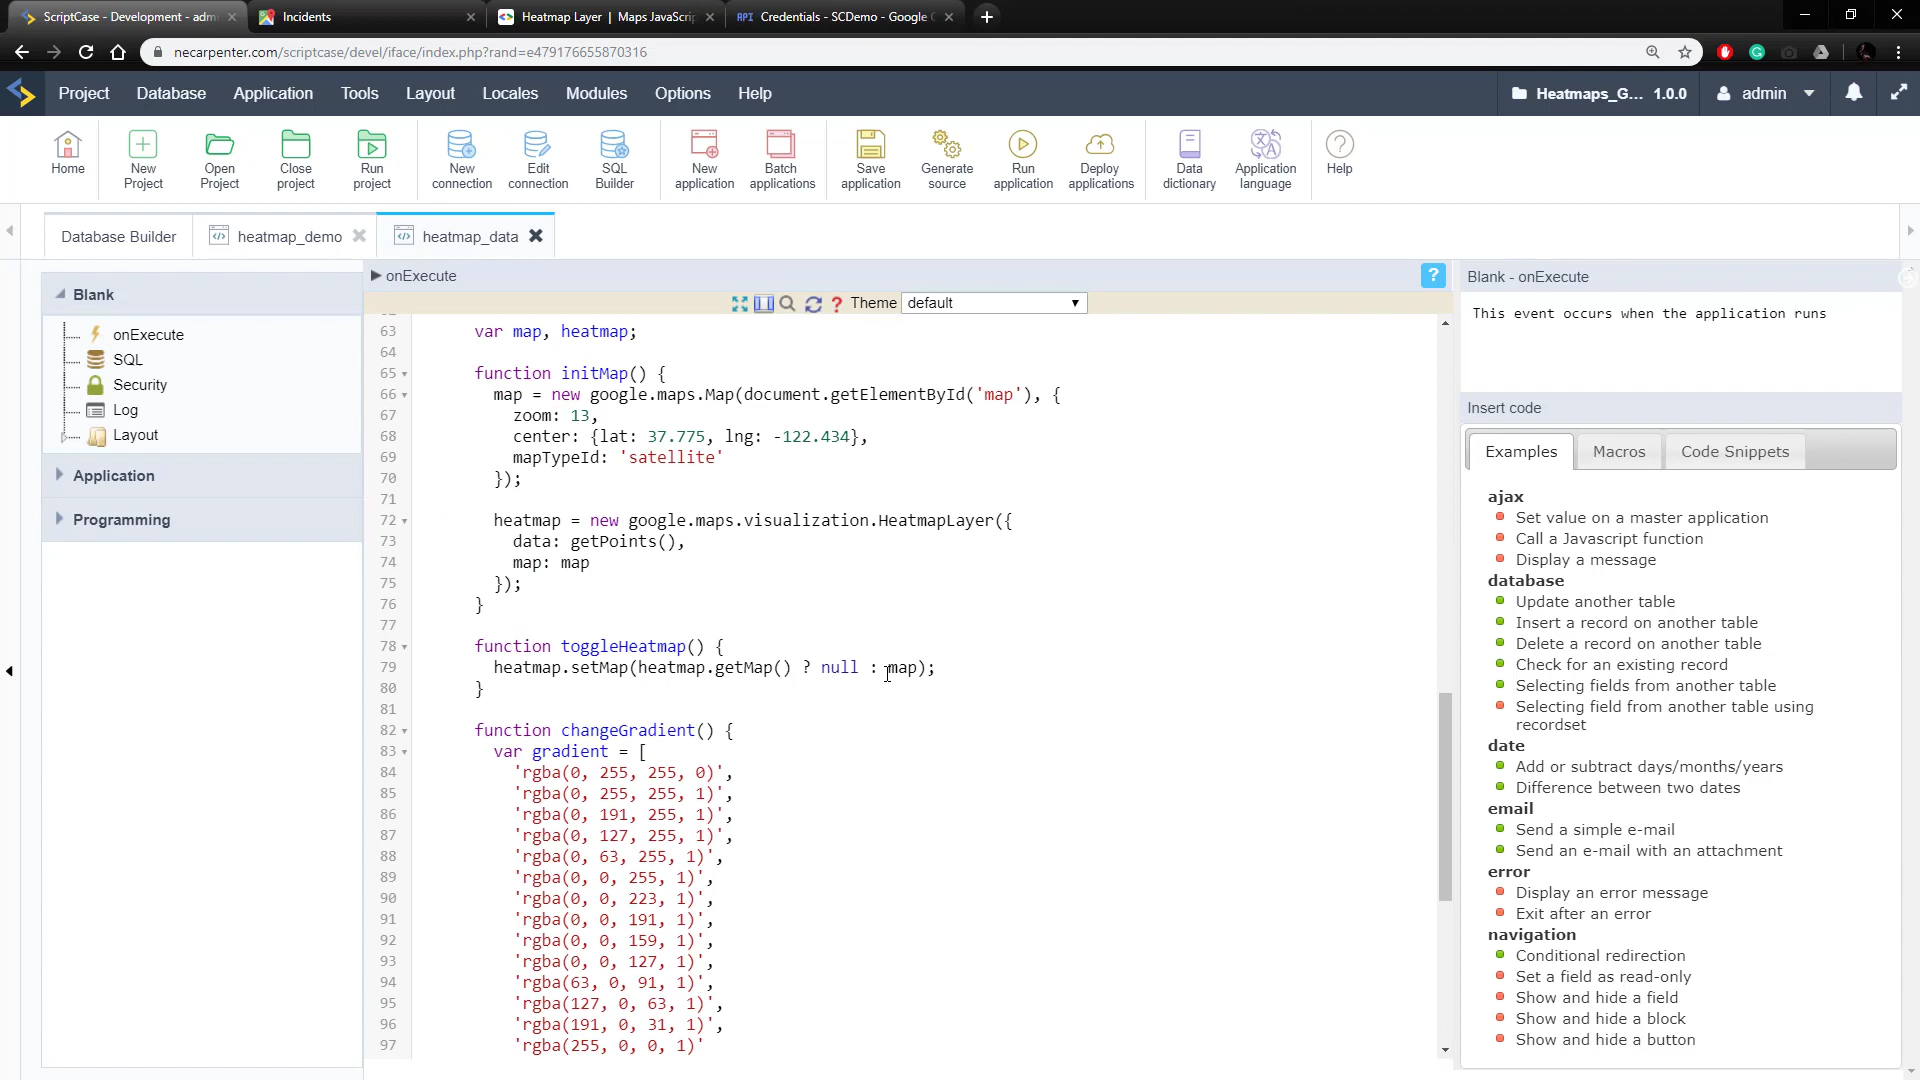 ScriptCase - Development - adm
Incidents
Heatmap Layer | Maps JavaScri
API Credentials - SCDemo - Google C
necarpenter.com/scriptcase/devel/iface/index.php?rand=e479176655870316
Project Database Application Tools Layout Locales Modules Options Help
Heatmaps_G... 1.0.0 admin
Home
New Project
Open Project
Close project
Run project
New connection
Edit connection
SQL Builder
New application
Batch applications
Save application
Generate source
Run application
Deploy applications
Data dictionary
Application language
Help
Database Builder heatmap_demo heatmap_data
Blank
onExecute
SQL
Security
Log
Layout
Application
Programming
onExecute ?
? Theme default
63 var map, heatmap;
64
65 function initMap() {
66 map = new google.maps.Map(document.getElementById('map'), {
67 zoom: 13,
68 center: {lat: 37.775, lng: -122.434},
69 mapTypeId: 'satellite'
70 });
71
72 heatmap = new google.maps.visualization.HeatmapLayer({
73 data: getPoints(),
74 map: map
75 });
76 }
77
78 function toggleHeatmap() {
79 heatmap.setMap(heatmap.getMap() ? null : map);
80 }
81
82 function changeGradient() {
83 var gradient = [
84 'rgba(0, 255, 255, 0)',
85 'rgba(0, 255, 255, 1)',
86 'rgba(0, 191, 255, 1)',
87 'rgba(0, 127, 255, 1)',
88 'rgba(0, 63, 255, 1)',
89 'rgba(0, 0, 255, 1)',
90 'rgba(0, 0, 223, 1)',
91 'rgba(0, 0, 191, 1)',
92 'rgba(0, 0, 159, 1)',
93 'rgba(0, 0, 127, 1)',
94 'rgba(63, 0, 91, 1)',
95 'rgba(127, 0, 63, 1)',
96 'rgba(191, 0, 31, 1)',
97 'rgba(255, 0, 0, 1)'
Blank - onExecute
This event occurs when the application runs
Insert code
Examples Macros Code Snippets
ajax
Set value on a master application
Call a Javascript function
Display a message
database
Update another table
Insert a record on another table
Delete a record on another table
Check for an existing record
Selecting fields from another table
Selecting field from another table using
recordset
date
Add or subtract days/months/years
Difference between two dates
email
Send a simple e-mail
Send an e-mail with an attachment
error
Display an error message
Exit after an error
navigation
Conditional redirection
Set a field as read-only
Show and hide a field
Show and hide a block
Show and hide a button